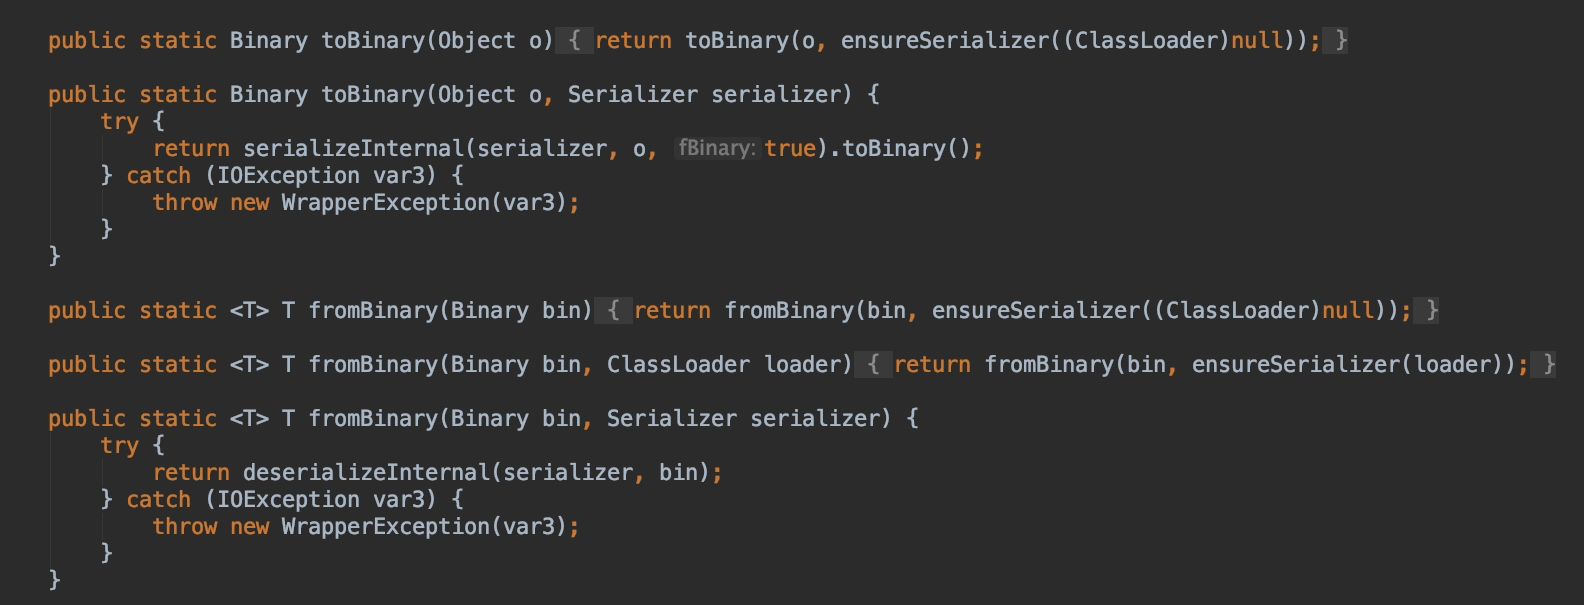 public static Binary toBinary(Object o) { return toBinary(o, ensureSerializer((ClassLoader)null)); }
public static Binary toBinary(Object o, Serializer serializer) {
try {
return serializeInternal(serializer, o, fBinary: true).toBinary();
} catch (IOException var3) {
throw new WrapperException(var3);
}
}
public static <T> T fromBinary(Binary bin) { return fromBinary(bin, ensureSerializer((ClassLoader)null)); }
public static <T> T fromBinary(Binary bin, ClassLoader loader) { return fromBinary(bin, ensureSerializer(loader)); }
public static <T> T fromBinary(Binary bin, Serializer serializer) {
try {
return deserializeInternal(serializer, bin);
} catch (IOException var3) {
throw new WrapperException(var3);
}
}